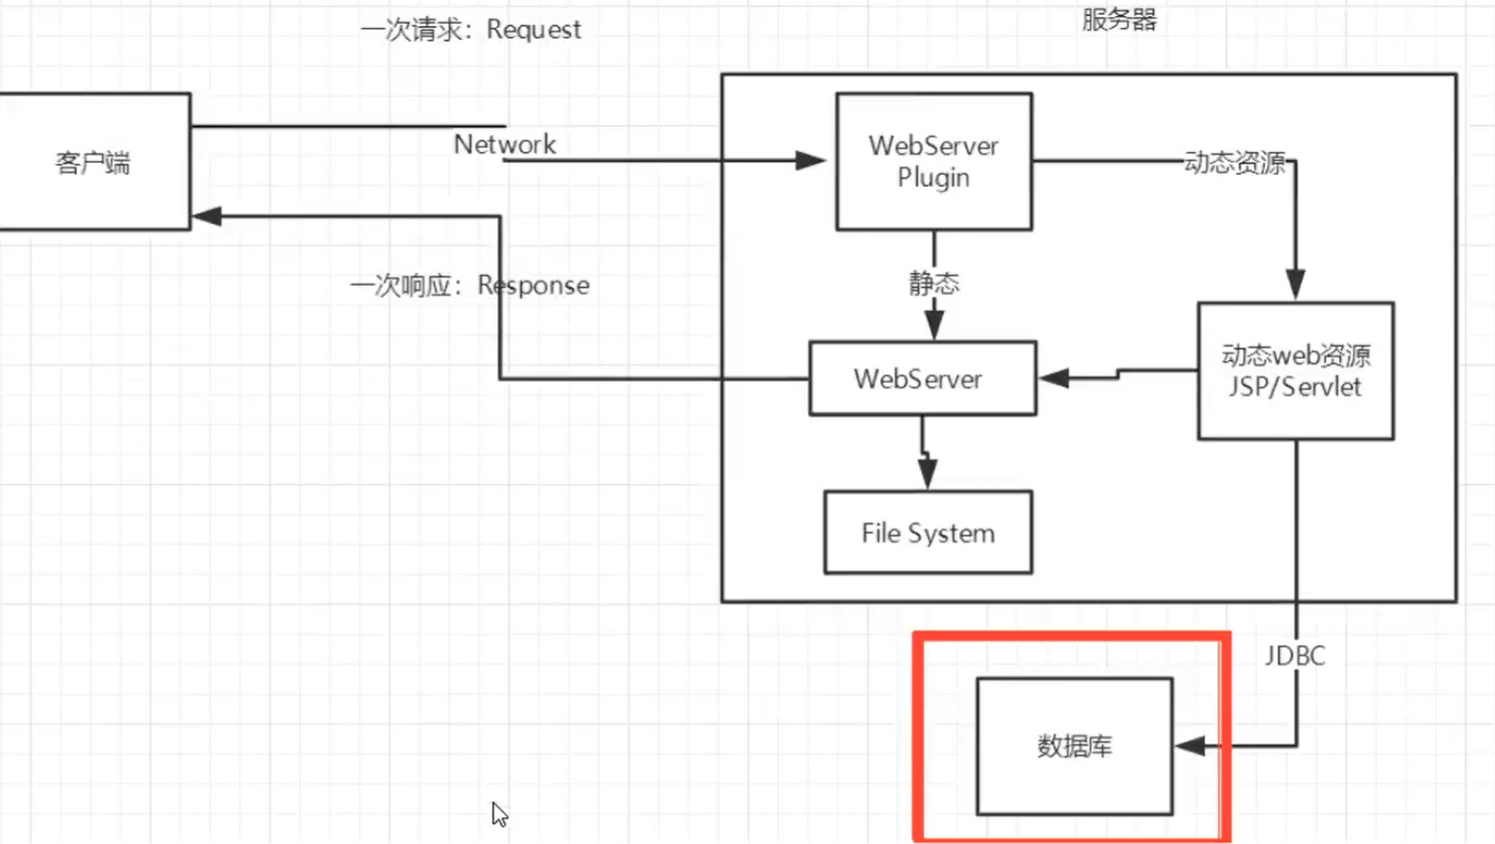 一次请求：Request
服务器
客户端
Network
WebServer
Plugin
动态资源
一次响应：Response
静态
WebServer
动态web资源
JSP/Servlet
File System
JDBC
数据库